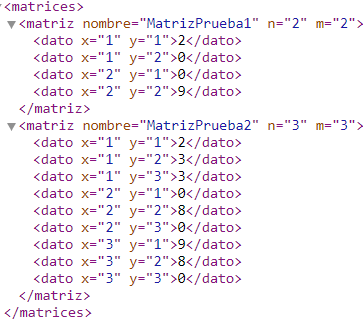 <matrices>
<matriz nombre="MatrizPrueba1" n="2" m="2">
<dato x="1" y="1">2</dato>
<dato x="1" y="2">0</dato>
<dato x="2" y="1">0</dato>
<dato x="2" y="2">9</dato>
</matriz>
<matriz nombre="MatrizPrueba2" n="3" m="3">
<dato x="1" y="1">2</dato>
<dato x="1" y="2">3</dato>
<dato x="1" y="3">3</dato>
<dato x="2" y="1">0</dato>
<dato x="2" y="2">8</dato>
<dato x="2" y="3">0</dato>
<dato x="3" y="1">9</dato>
<dato x="3" y="2">8</dato>
<dato x="3" y="3">0</dato>
</matriz>
</matrices>